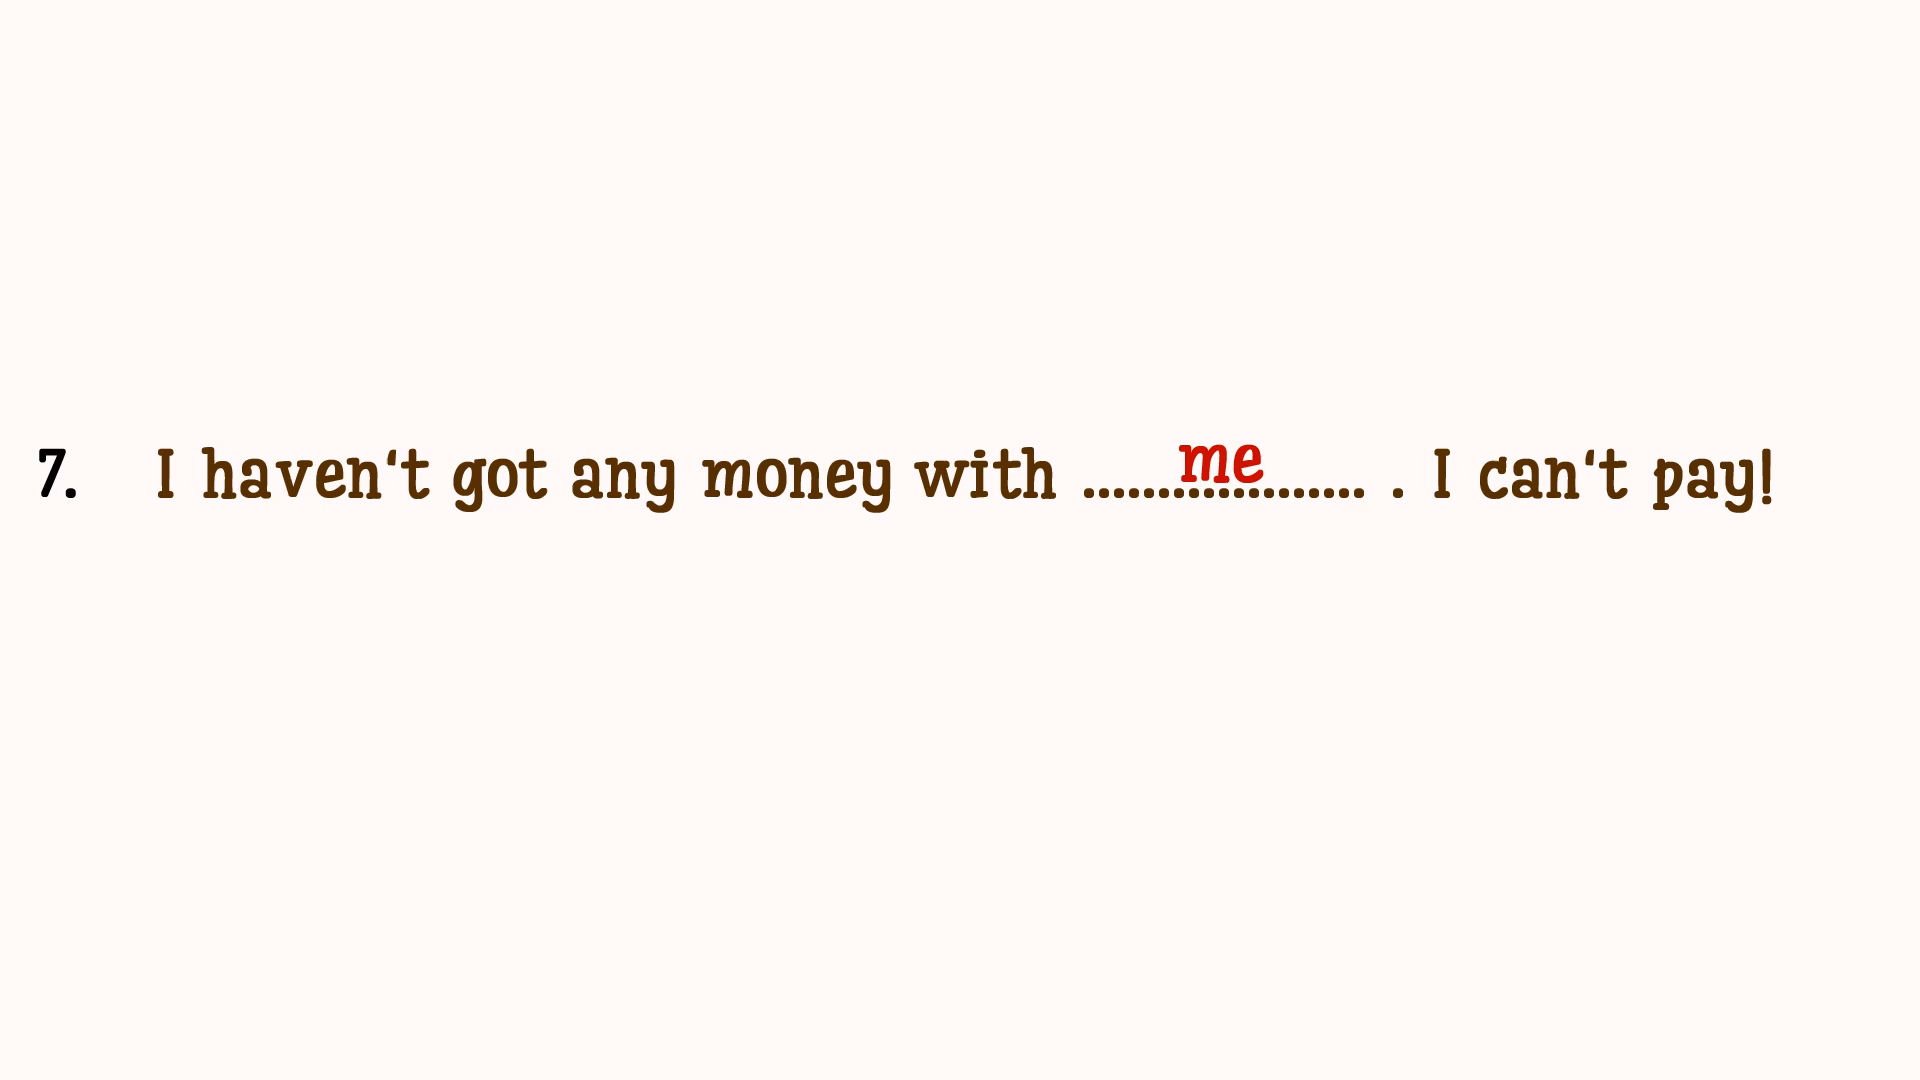 7. I haven‘t got any money with ......me............. . I can‘t pay!